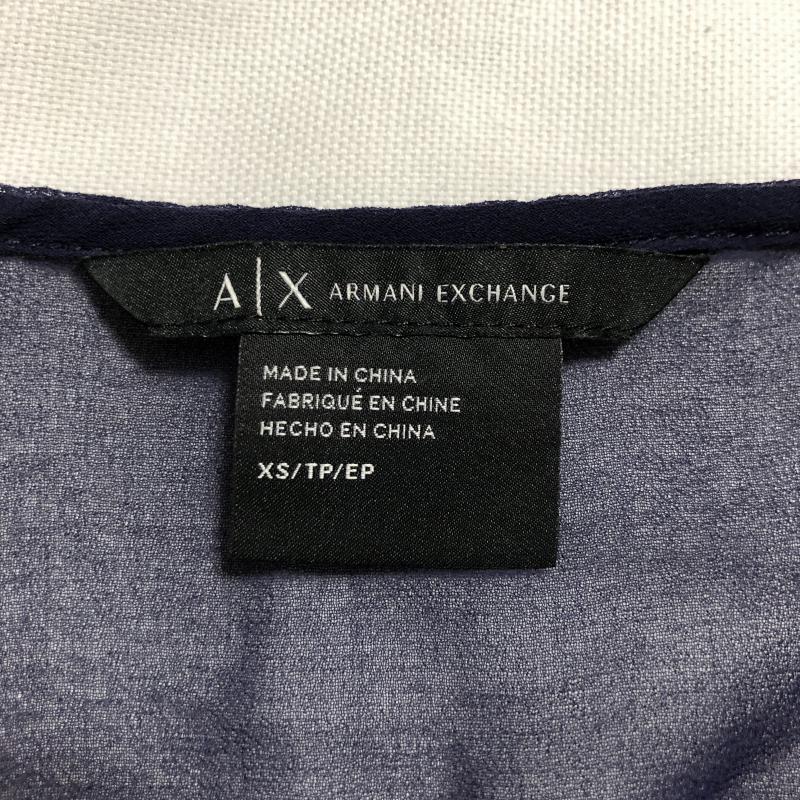 A|X ARMANI EXCHANGE
MADE IN CHINA
FABRIQUÉ EN CHINE
HECHO EN CHINA
XS/TP/EP